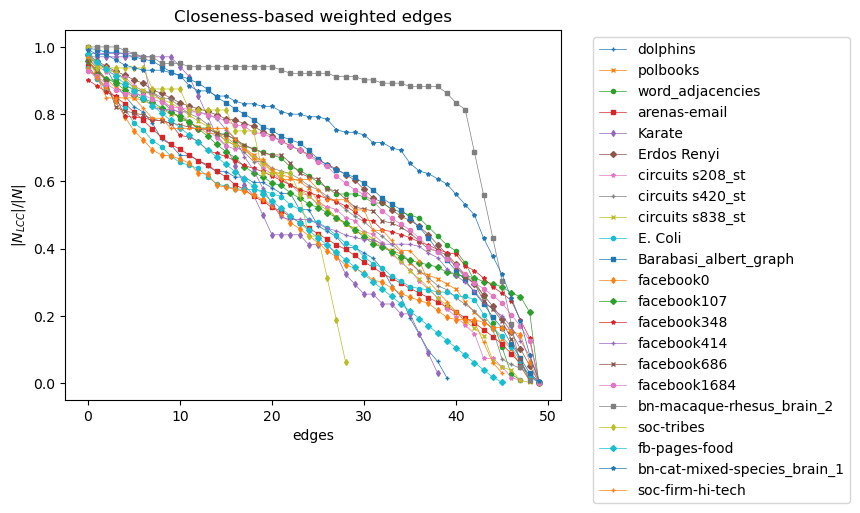 Closeness-based weighted edges
1.0
0.8
0.6
0.4
0.2
0.0
|N_LCC|/|N|
0 10 20 30 40 50
edges
dolphins
polbooks
word_adjacencies
arenas-email
Karate
Erdos Renyi
circuits s208_st
circuits s420_st
circuits s838_st
E. Coli
Barabasi_albert_graph
facebook0
facebook107
facebook348
facebook414
facebook686
facebook1684
bn-macaque-rhesus_brain_2
soc-tribes
fb-pages-food
bn-cat-mixed-species_brain_1
soc-firm-hi-tech